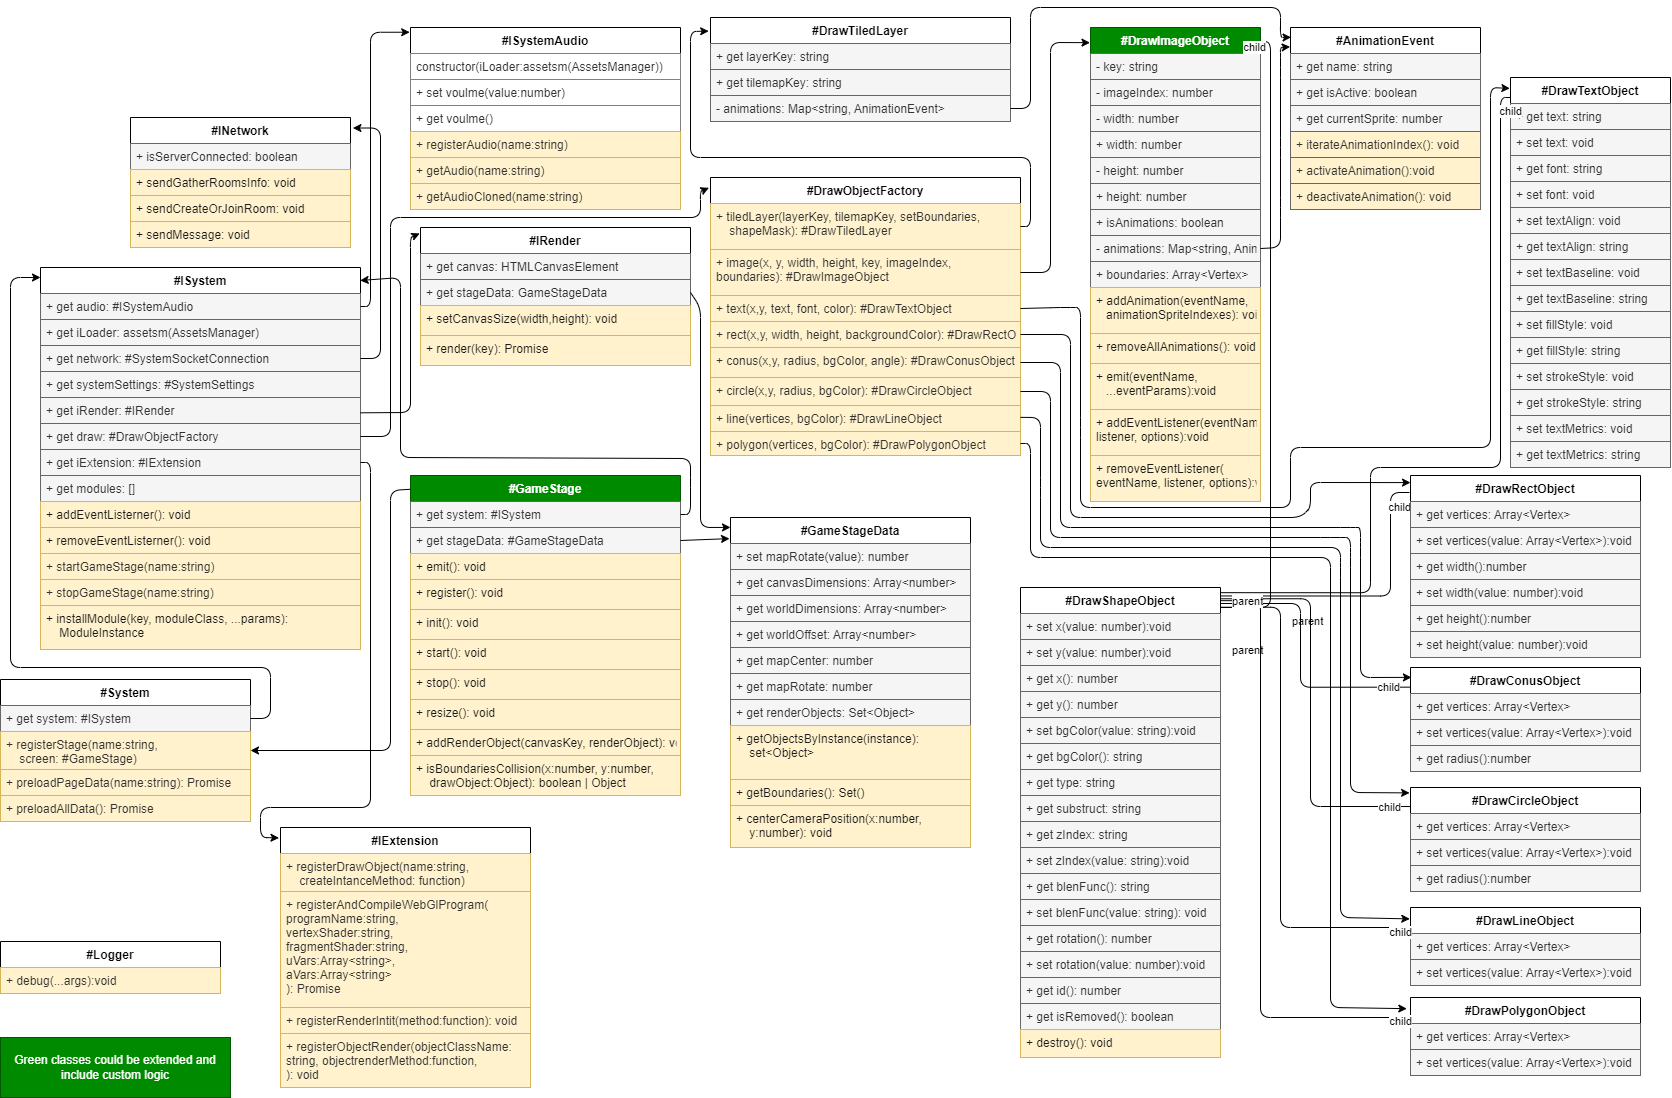 #INetwork
+ isServerConnected: boolean
+ sendGatherRoomsInfo: void
+ sendCreateOrJoinRoom: void
+ sendMessage: void
#ISystem
+ get audio: #ISystemAudio
+ get iLoader: assetsm(AssetsManager)
+ get network: #SystemSocketConnection
+ get systemSettings: #SystemSettings
+ get iRender: #IRender
+ get draw: #DrawObjectFactory
+ get iExtension: #IExtension
+ get modules: []
+ addEventListerner(): void
+ removeEventListerner(): void
+ startGameStage(name:string)
+ stopGameStage(name:string)
+ installModule(key, moduleClass, ...params):
ModuleInstance
#System
+ get system: #ISystem
+ registerStage(name:string,
screen: #GameStage)
+ preloadPageData(name:string): Promise
+ preloadAllData(): Promise
#Logger
+ debug(...args):void
Green classes could be extended and
include custom logic
#ISystemAudio
constructor(iLoader:assetsm(AssetsManager))
+ set voulme(value:number)
+ get voulme()
+ registerAudio(name:string)
+ getAudio(name:string)
+ getAudioCloned(name:string)
#IRender
+ get canvas: HTMLCanvasElement
+ get stageData: GameStageData
+ setCanvasSize(width,height): void
+ render(key): Promise
#GameStage
+ get system: #ISystem
+ get stageData: #GameStageData
+ emit(): void
+ register(): void
+ init(): void
+ start(): void
+ stop(): void
+ resize(): void
+ addRenderObject(canvasKey, renderObject): v
+ isBoundariesCollision(x:number, y:number,
drawObject:Object): boolean | Object
#IExtension
+ registerDrawObject(name:string,
createIntanceMethod: function)
+ registerAndCompileWebGlProgram(
programName:string,
vertexShader:string,
fragmentShader:string,
uVars:Array<string>,
aVars:Array<string>
): Promise
+ registerRenderIntit(method:function): void
+ registerObjectRender(objectClassName:
string, objectrenderMethod:function,
): void
#DrawTiledLayer
+ get layerKey: string
+ get tilemapKey: string
- animations: Map<string, AnimationEvent>
#DrawObjectFactory
+ tiledLayer(layerKey, tilemapKey, setBoundaries,
shapeMask): #DrawTiledLayer
+ image(x, y, width, height, key, imageIndex,
boundaries): #DrawImageObject
+ text(x,y, text, font, color): #DrawTextObject
+ rect(x,y, width, height, backgroundColor): #DrawRectO
+ conus(x,y, radius, bgColor, angle): #DrawConusObject
+ circle(x,y, radius, bgColor): #DrawCircleObject
+ line(vertices, bgColor): #DrawLineObject
+ polygon(vertices, bgColor): #DrawPolygonObject
#GameStageData
+ set mapRotate(value): number
+ get canvasDimensions: Array<number>
+ get worldDimensions: Array<number>
+ get worldOffset: Array<number>
+ get mapCenter: number
+ get mapRotate: number
+ get renderObjects: Set<Object>
+ getObjectsByInstance(instance):
set<Object>
+ getBoundaries(): Set()
+ centerCameraPosition(x:number,
y:number): void
#DrawImageObject
child
- key: string
- imageIndex: number
- width: number
+ width: number
- height: number
+ height: number
+ isAnimations: boolean
- animations: Map<string, Anin
+ boundaries: Array<Vertex>
+ addAnimation(eventName,
animationSpriteIndexes): voi
+ removeAllAnimations(): void
+ emit(eventName,
...eventParams):void
+ addEventListener(eventNam
listener, options):void
+ removeEventListener(
eventName, listener, options):
#DrawShapeObject
+ set x(value: number):void
+ set y(value: number):void
+ get x(): number
+ get y(): number
+ set bgColor(value: string):void
+ get bgColor(): string
+ get type: string
+ get substruct: string
+ get zIndex: string
+ set zIndex(value: string):void
+ get blenFunc(): string
+ set blenFunc(value: string): void
+ get rotation(): number
+ set rotation(value: number):void
+ get id(): number
+ get isRemoved(): boolean
+ destroy(): void
parent
parent
parent
#AnimationEvent
+ get name: string
+ get isActive: boolean
+ get currentSprite: number
+ iterateAnimationIndex(): void
+ activateAnimation():void
+ deactivateAnimation(): void
#DrawTextObject
child
+ get text: string
+ set text: void
+ get font: string
+ set font: void
+ set textAlign: void
+ get textAlign: string
+ set textBaseline: void
+ get textBaseline: string
+ set fillStyle: void
+ get fillStyle: string
+ set strokeStyle: void
+ get strokeStyle: string
+ set textMetrics: void
+ get textMetrics: string
#DrawRectObject
child
+ get vertices: Array<Vertex>
+ set vertices(value: Array<Vertex>):void
+ get width():number
+ set width(value: number):void
+ get height():number
+ set height(value: number):void
#DrawConusObject
child
+ get vertices: Array<Vertex>
+ set vertices(value: Array<Vertex>):void
+ get radius():number
#DrawCircleObject
child
+ get vertices: Array<Vertex>
+ set vertices(value: Array<Vertex>):void
+ get radius():number
#DrawLineObject
child
+ get vertices: Array<Vertex>
+ set vertices(value: Array<Vertex>):void
#DrawPolygonObject
child
+ get vertices: Array<Vertex>
+ set vertices(value: Array<Vertex>):void